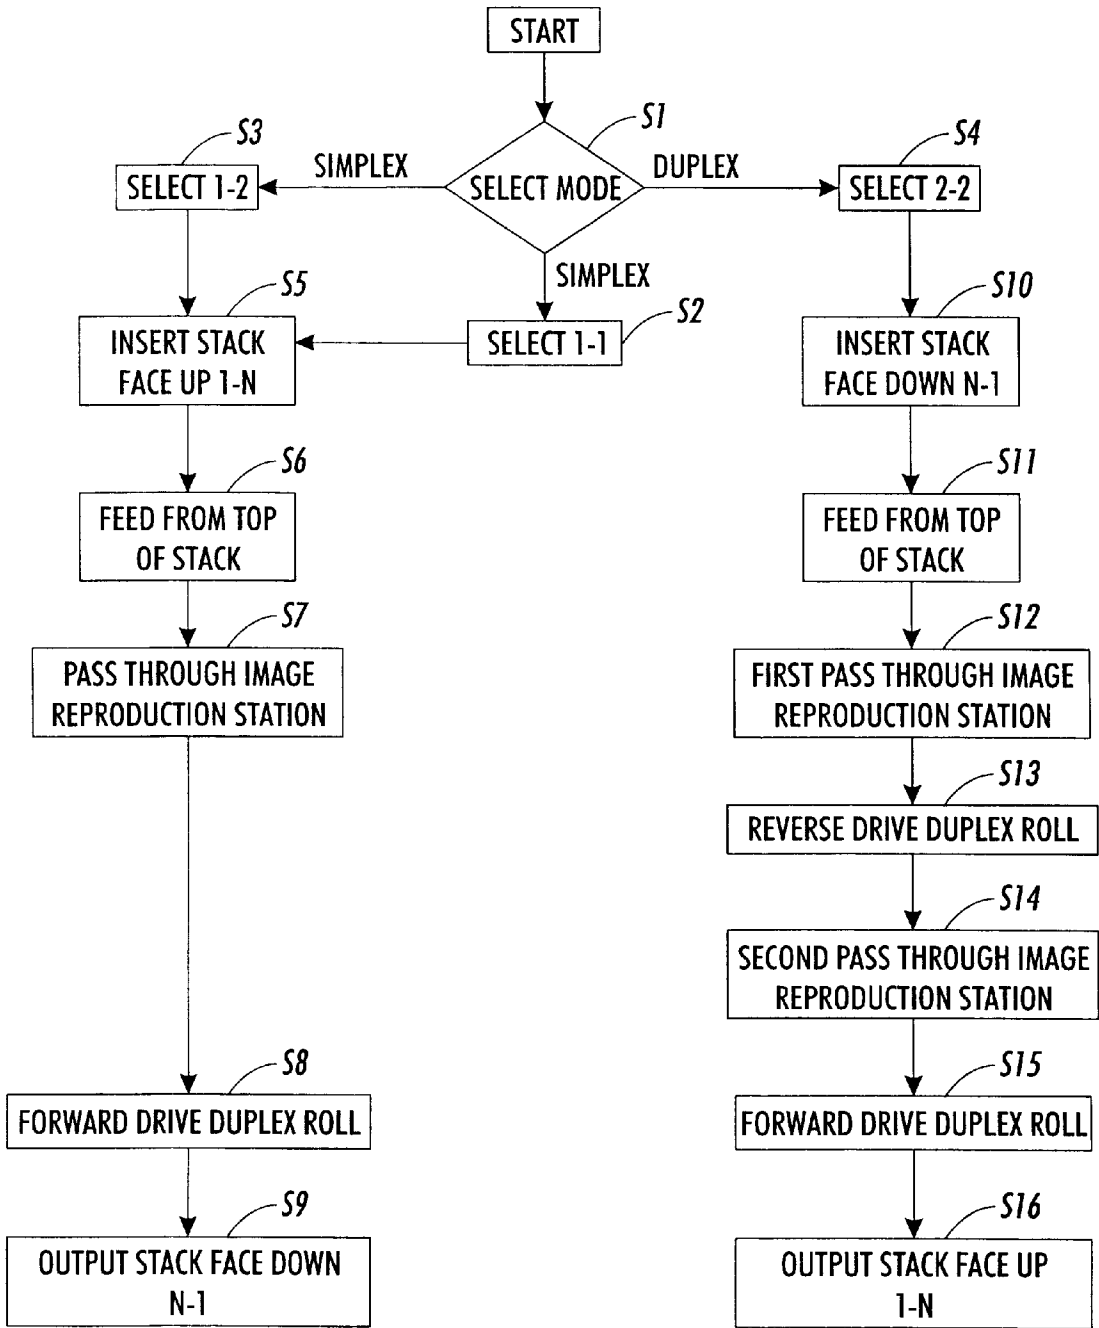 START
S1
S3
SIMPLEX
DUPLEX
S4
SELECT 1-2
SELECT MODE
SELECT 2-2
SIMPLEX
S5
S2
S10
INSERT STACK
FACE UP 1-N
SELECT 1-1
INSERT STACK
FACE DOWN N-1
S6
S11
FEED FROM TOP
OF STACK
FEED FROM TOP
OF STACK
S7
S12
PASS THROUGH IMAGE
REPRODUCTION STATION
FIRST PASS THROUGH IMAGE
REPRODUCTION STATION
S13
REVERSE DRIVE DUPLEX ROLL
S14
SECOND PASS THROUGH IMAGE
REPRODUCTION STATION
S8
S15
FORWARD DRIVE DUPLEX ROLL
FORWARD DRIVE DUPLEX ROLL
S9
S16
OUTPUT STACK FACE DOWN
N-1
OUTPUT STACK FACE UP
1-N